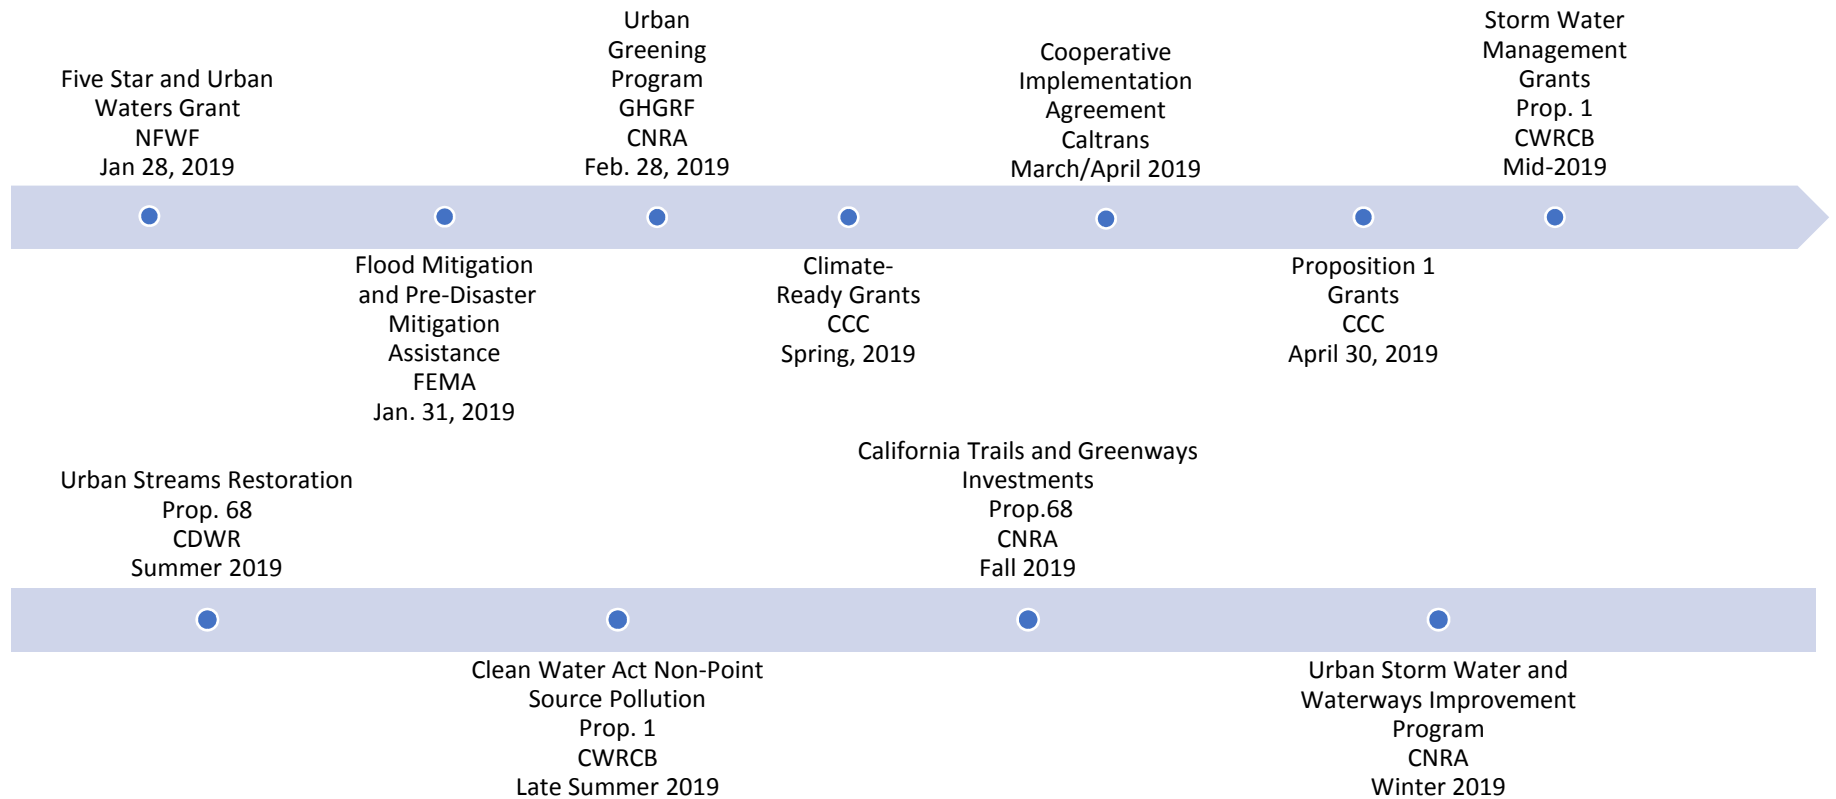 Five Star and Urban
Waters Grant
NFWF
Jan 28, 2019
Flood Mitigation
and Pre-Disaster
Mitigation
Assistance
FEMA
Jan. 31, 2019
Urban
Greening
Program
GHGRF
CNRA
Feb. 28, 2019
Climate-
Ready Grants
CCC
Spring, 2019
Cooperative
Implementation
Agreement
Caltrans
March/April 2019
Proposition 1
Grants
CCC
April 30, 2019
Storm Water
Management
Grants
Prop. 1
CWRCB
Mid-2019
Urban Streams Restoration
Prop. 68
CDWR
Summer 2019
Clean Water Act Non-Point
Source Pollution
Prop. 1
CWRCB
Late Summer 2019
California Trails and Greenways
Investments
Prop.68
CNRA
Fall 2019
Urban Storm Water and
Waterways Improvement
Program
CNRA
Winter 2019